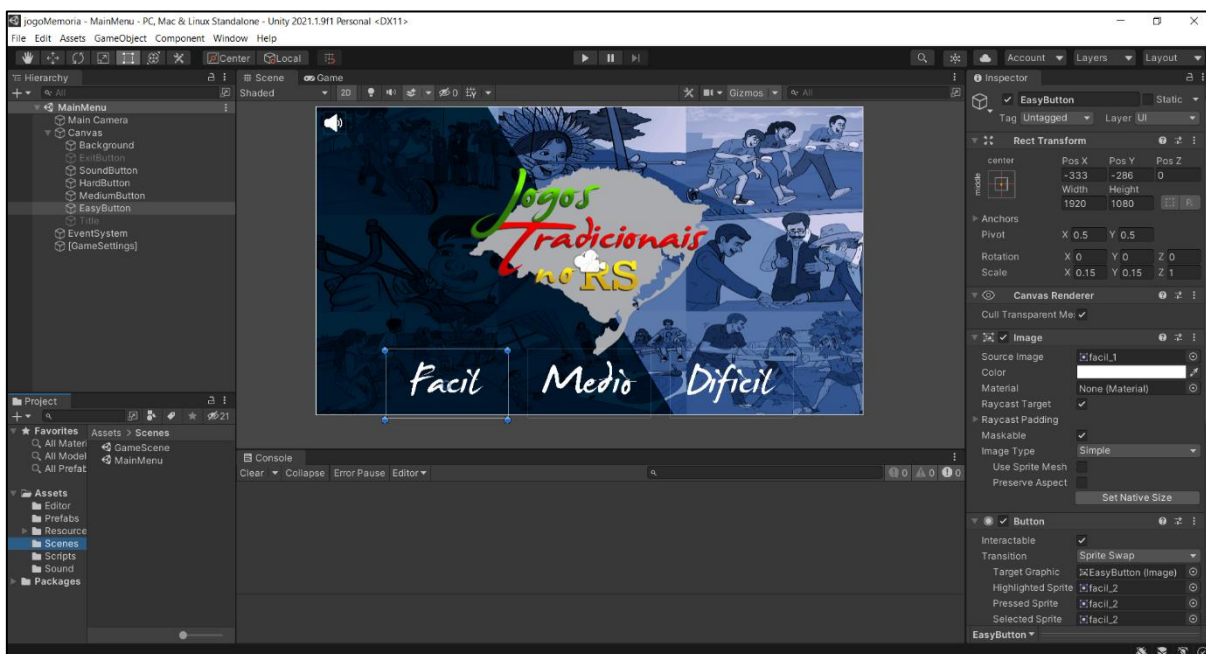 jogoMemoria - MainMenu - PC, Mac & Linux Standalone - Unity 2021.1.9f1 Personal <DX11>
File Edit Assets GameObject Component Window Help
Center Local
Account Layers Layout
Hierarchy
All
MainMenu
Main Camera
Canvas
Background
ExitButton
SoundButton
HardButton
MediumButton
EasyButton
Title
EventSystem
[GameSettings]
Scene Game
Shaded 2D 0 Gizmos All
Jogos
Tradicionais
no RS
Facil Medio Dificil
Project
21
Favorites
All Materi
All Model
All Prefab
Assets
Editor
Prefabs
Resource
Scenes
Scripts
Sound
Packages
Assets > Scenes
GameScene
MainMenu
Console
Clear Collapse Error Pause Editor 0 0 0
Inspector
EasyButton Static
Tag Untagged Layer UI
Rect Transform
center Pos X Pos Y Pos Z
middle -333 -286 0
Width Height
1920 1080 R
Anchors
Pivot X 0.5 Y 0.5
Rotation X 0 Y 0 Z 0
Scale X 0.15 Y 0.15 Z 1
Canvas Renderer
Cull Transparent Me
Image
Source Image facil_1
Color
Material None (Material)
Raycast Target
Raycast Padding
Maskable
Image Type Simple
Use Sprite Mesh
Preserve Aspect
Set Native Size
Button
Interactable
Transition Sprite Swap
Target Graphic EasyButton (Image)
Highlighted Sprite facil_2
Pressed Sprite facil_2
Selected Sprite facil_2
EasyButton